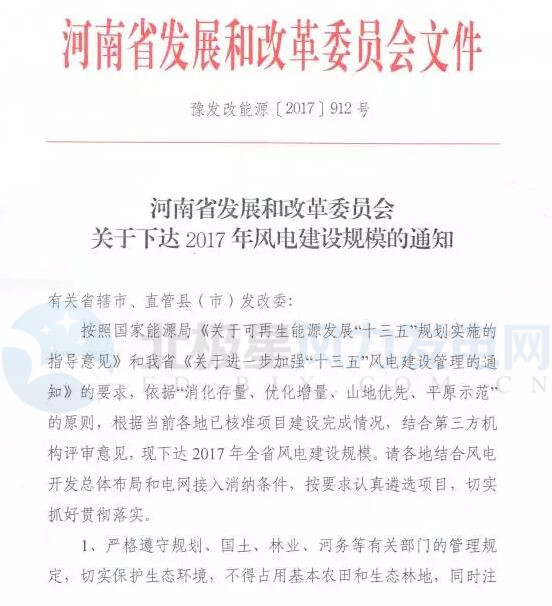 河南省发展和改革委员会文件
豫发改能源〔2017〕912号
河南省发展和改革委员会
关于下达 2017 年风电建设规模的通知
有关省辖市、直管县（市）发改委：
按照国家能源局《关于可再生能源发展“十三五”规划实施的
指导意见》和我省《关于进一步加强“十三五”风电建设管理的通
知》的要求，依据“消化存量、优化增量、山地优先、平原示范”
的原则，根据当前各地已核准项目建设完成情况，结合第三方机
构评审意见，现下达 2017 年全省风电建设规模。请各地结合风电
开发总体布局和电网接入消纳条件，按要求认真遴选项目，切实
抓好贯彻落实。
1、严格遵守规划、国土、林业、河务等有关部门的管理规
定，切实保护生态环境，不得占用基本农田和生态林地，同时注
北极星风力发电网